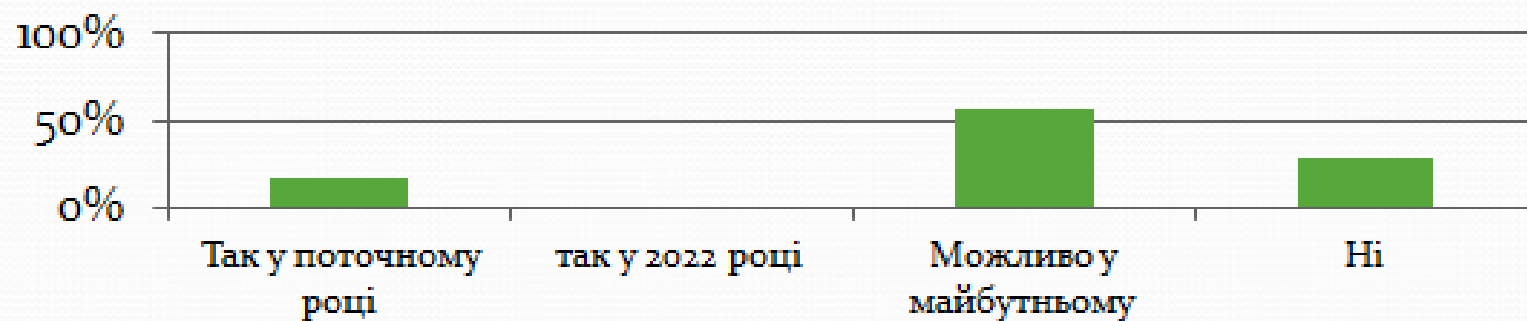 100%
50%
0%
Так у поточному
році
так у 2022 році
Можливо у
майбутньому
Ні